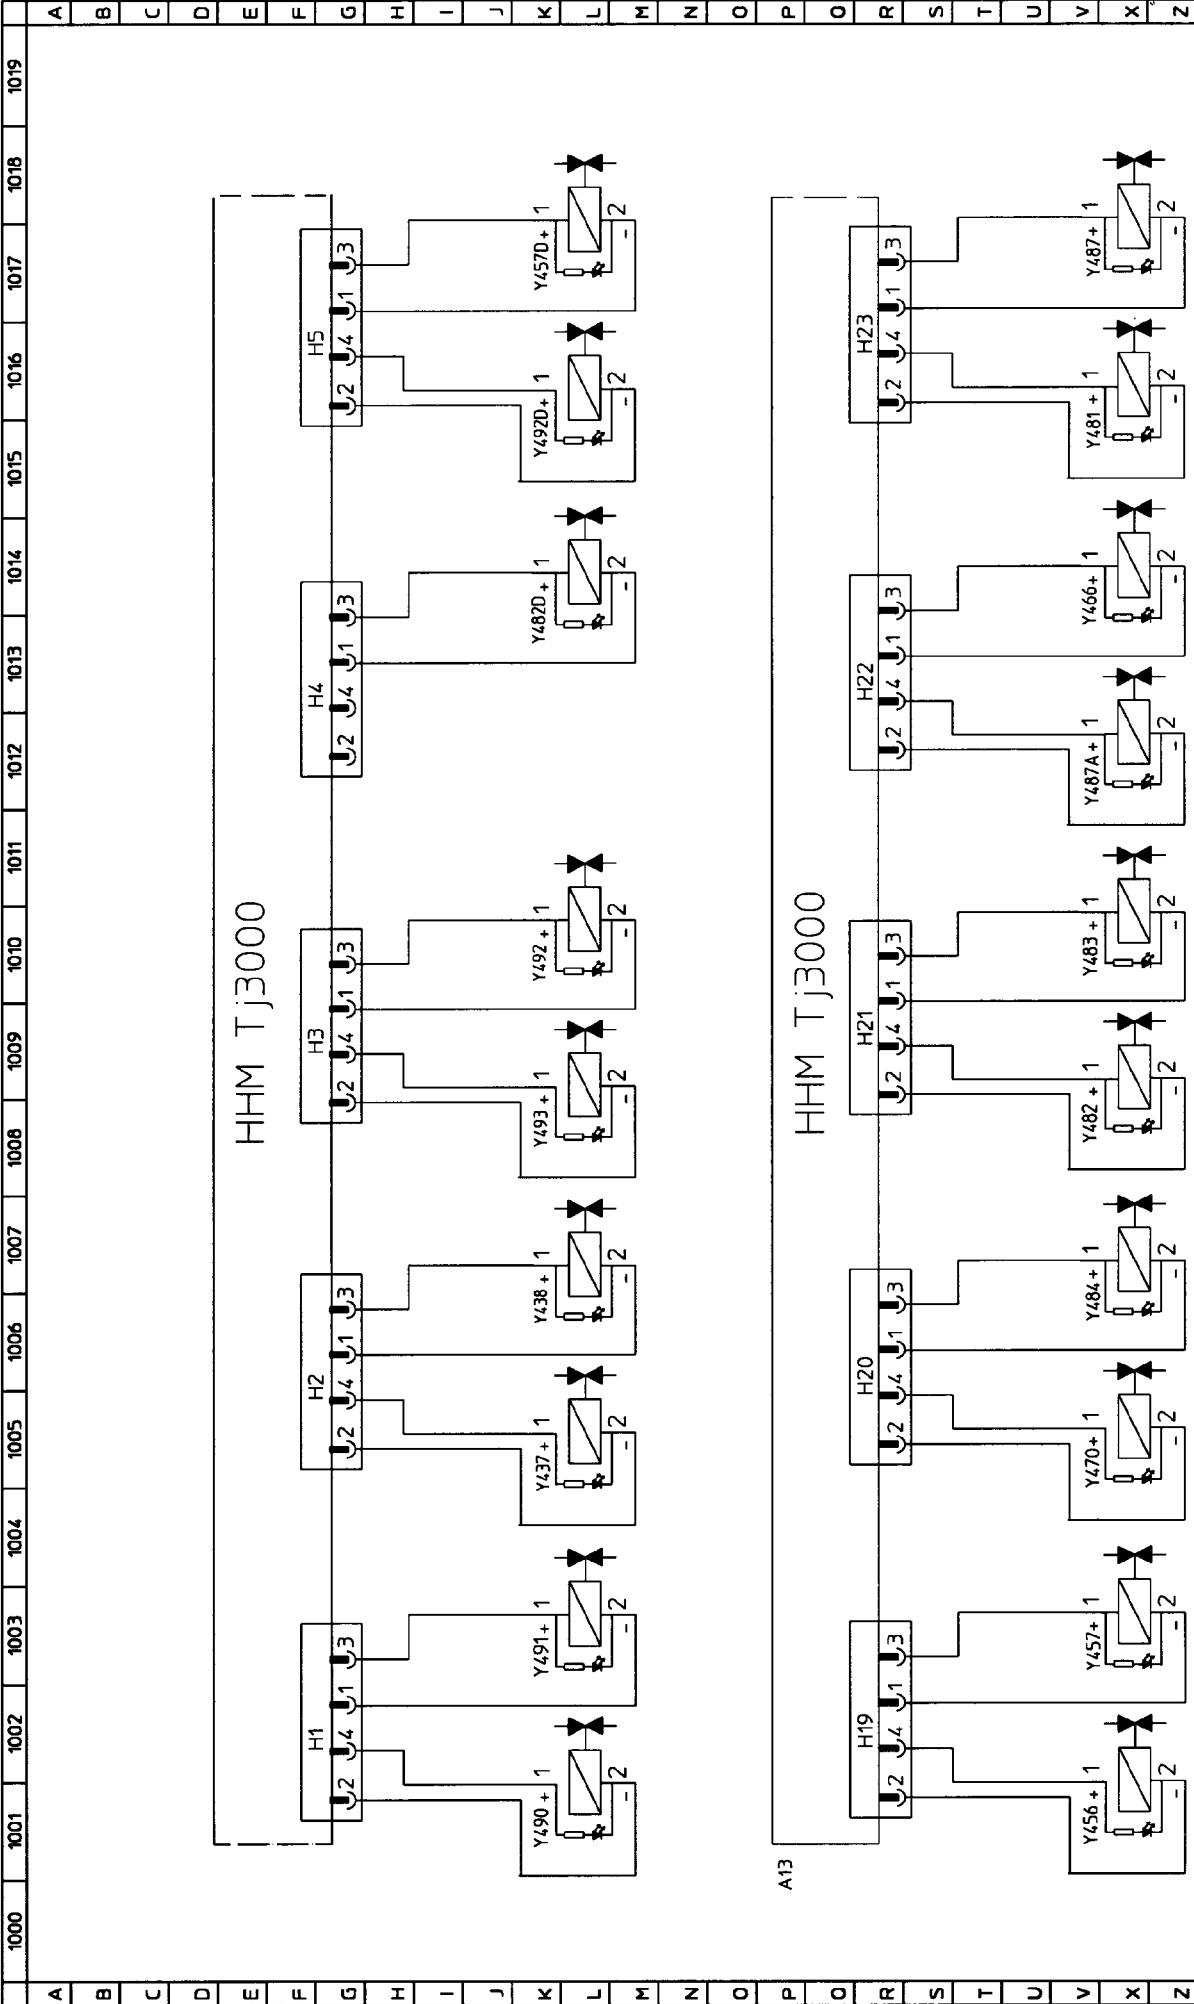 1000 1001 1002 1003 1004 1005 1006 1007 1008 1009 1010 1011 1012 1013 1014 1015 1016 1017 1018 1019
A A
B B
C C
D D
E E
HHM Tj3000
F F
H1 H2 H3 H4 H5
G G
2 4 1 3 2 4 1 3 2 4 1 3 2 4 1 3 2 4 1 3
H H
I I
J J
K K
Y490 + 1 Y491+ 1 Y437+ 1 Y438 + 1 Y493 + 1 Y492 + 1 Y482D+ 1 Y492D+ 1 Y457D+ 1
L L
- 2 - 2 - 2 - 2 - 2 - 2 - 2 - 2 - 2
M M
N N
O O
A13
P P
HHM Tj3000
Q Q
H19 H20 H21 H22 H23
R R
2 4 1 3 2 4 1 3 2 4 1 3 2 4 1 3 2 4 1 3
S S
T T
U U
V V
Y456 + 1 Y457+ 1 Y470+ 1 Y484+ 1 Y482 + 1 Y483 + 1 Y487A+ 1 Y466+ 1 Y481 + 1 Y487+ 1
X X
- 2 - 2 - 2 - 2 - 2 - 2 - 2 - 2 - 2 - 2
Z Z